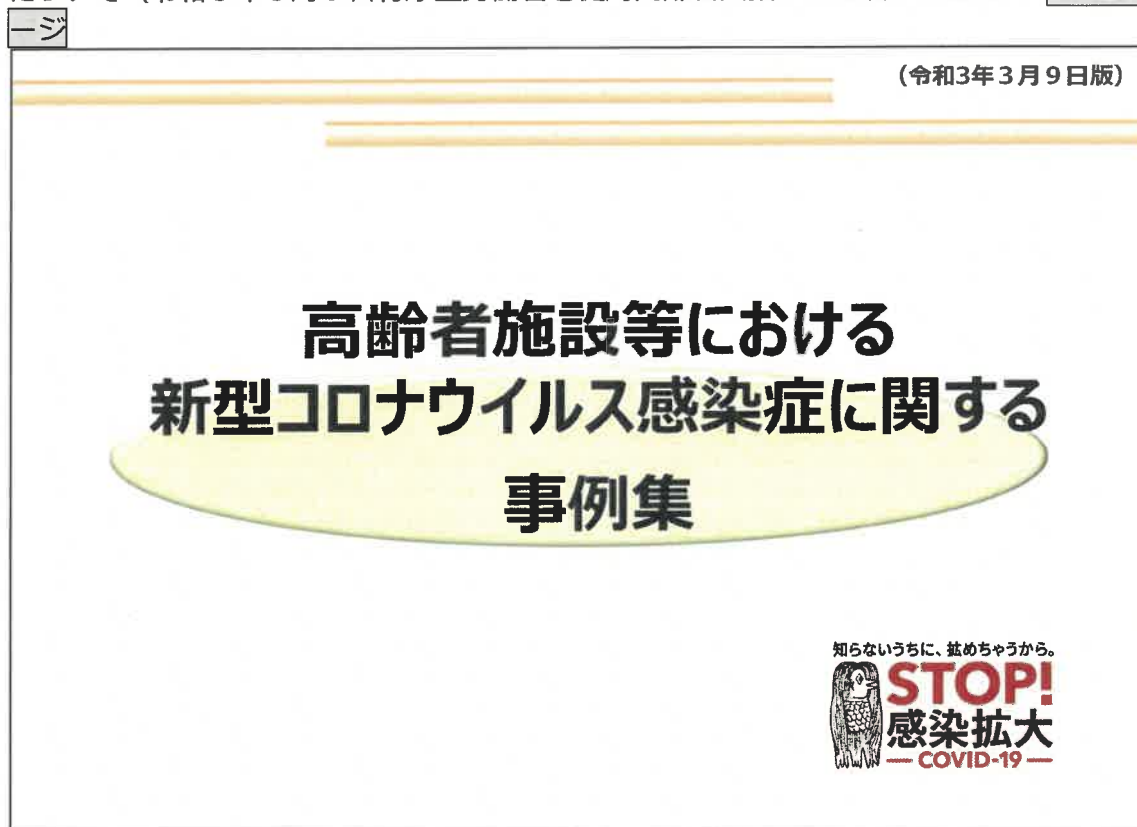 ージ
（令和3年3月9日版）
高齢者施設等における
新型コロナウイルス感染症に関する
事例集
知らないうちに、拡めちゃうから。
STOP!
感染拡大
COVID-19